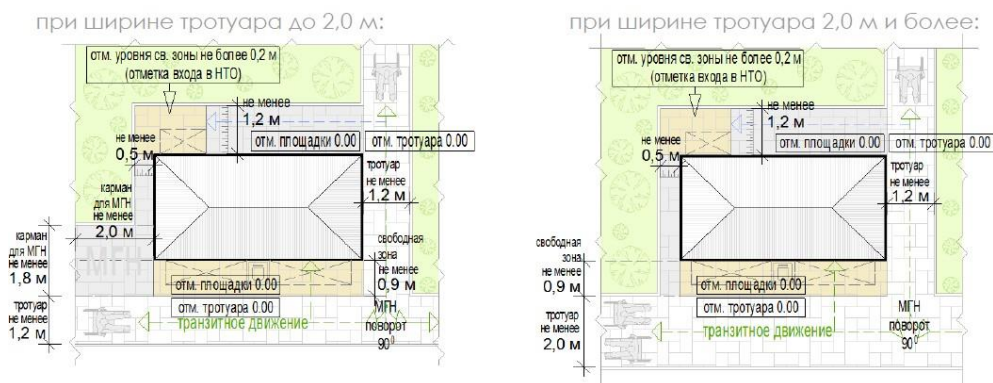 при ширине тротуара до 2,0 м:
отм. уровня св. зоны не более 0,2 м
(отметка входа в НТО)
не менее
1,2 м
отм. площадки 0.00
отм. тротуара 0.00
не менее
0,5 м
тротуар
не менее
1,2 м
карман
для МГН
не менее
2,0 м
МГН
карман
для МГН
не менее
1,8 м
свободная
зона
не менее
0,9 м
отм. площадки 0.00
отм. тротуара 0.00
тротуар
не менее
1,2 м
транзитное движение
МГН
поворот
90⁰
при ширине тротуара 2,0 м и более:
отм. уровня св. зоны не более 0,2 м
(отметка входа в НТО)
не менее
1,2 м
отм. площадки 0.00
отм. тротуара 0.00
не менее
0,5 м
тротуар
не менее
1,2 м
свободная
зона
не менее
0,9 м
отм. площадки 0.00
отм. тротуара 0.00
тротуар
не менее
2,0 м
транзитное движение
МГН
поворот
90⁰